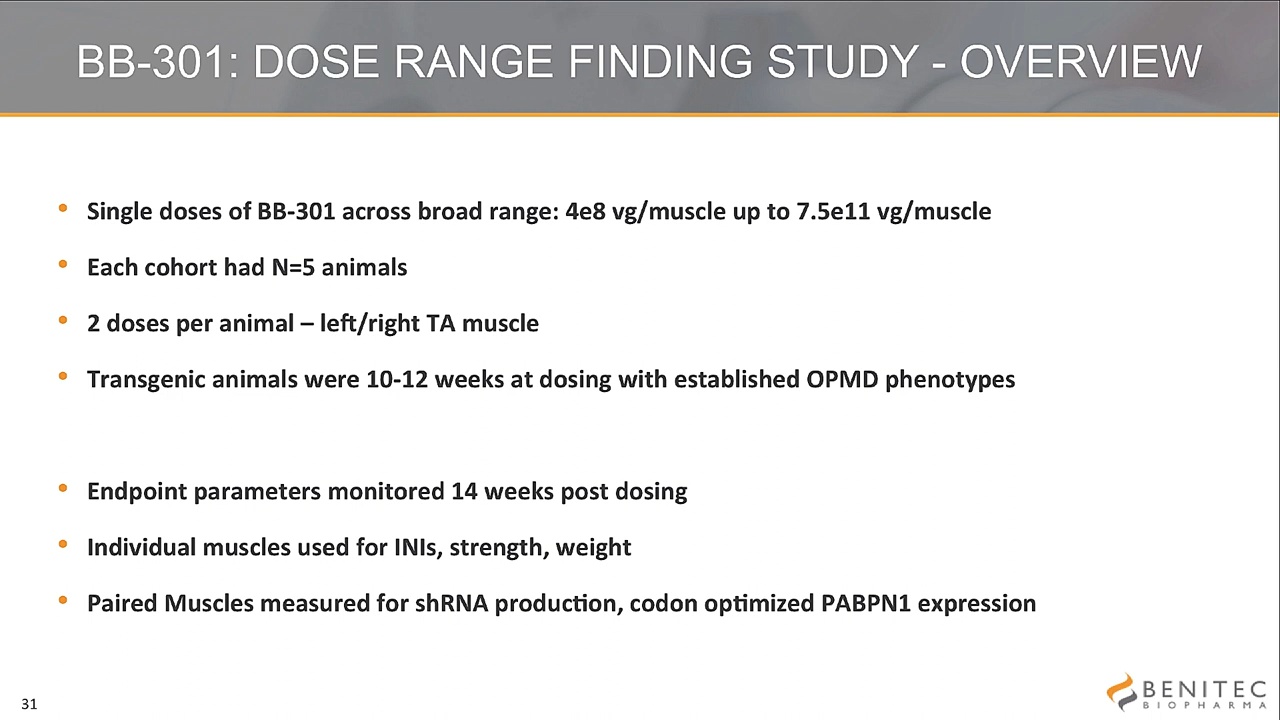 BB-301: DOSE RANGE FINDING STUDY - OVERVIEW
• Single doses of BB-301 across broad range: 4e8 vg/muscle up to 7.5e11 vg/muscle
• Each cohort had N=5 animals
• 2 doses per animal – left/right TA muscle
• Transgenic animals were 10-12 weeks at dosing with established OPMD phenotypes
• Endpoint parameters monitored 14 weeks post dosing
• Individual muscles used for INIs, strength, weight
• Paired Muscles measured for shRNA production, codon optimized PABPN1 expression
31
BENITEC
BIOPHARMA